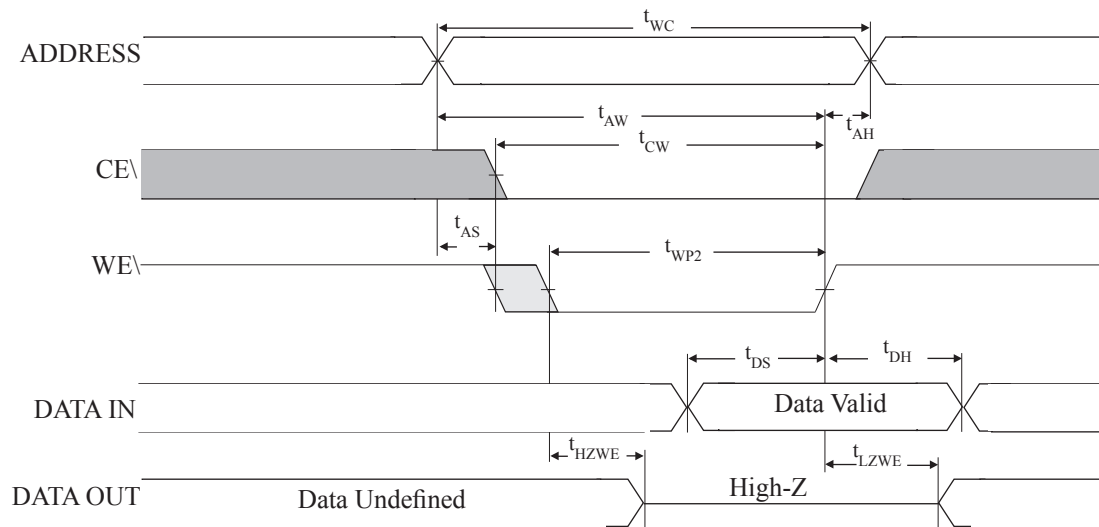 t_WC
ADDRESS
t_AW
t_AH
t_CW
CE\
t_AS
t_WP2
WE\
t_DS
t_DH
DATA IN
Data Valid
t_HZWE
t_LZWE
DATA OUT
Data Undefined
High-Z